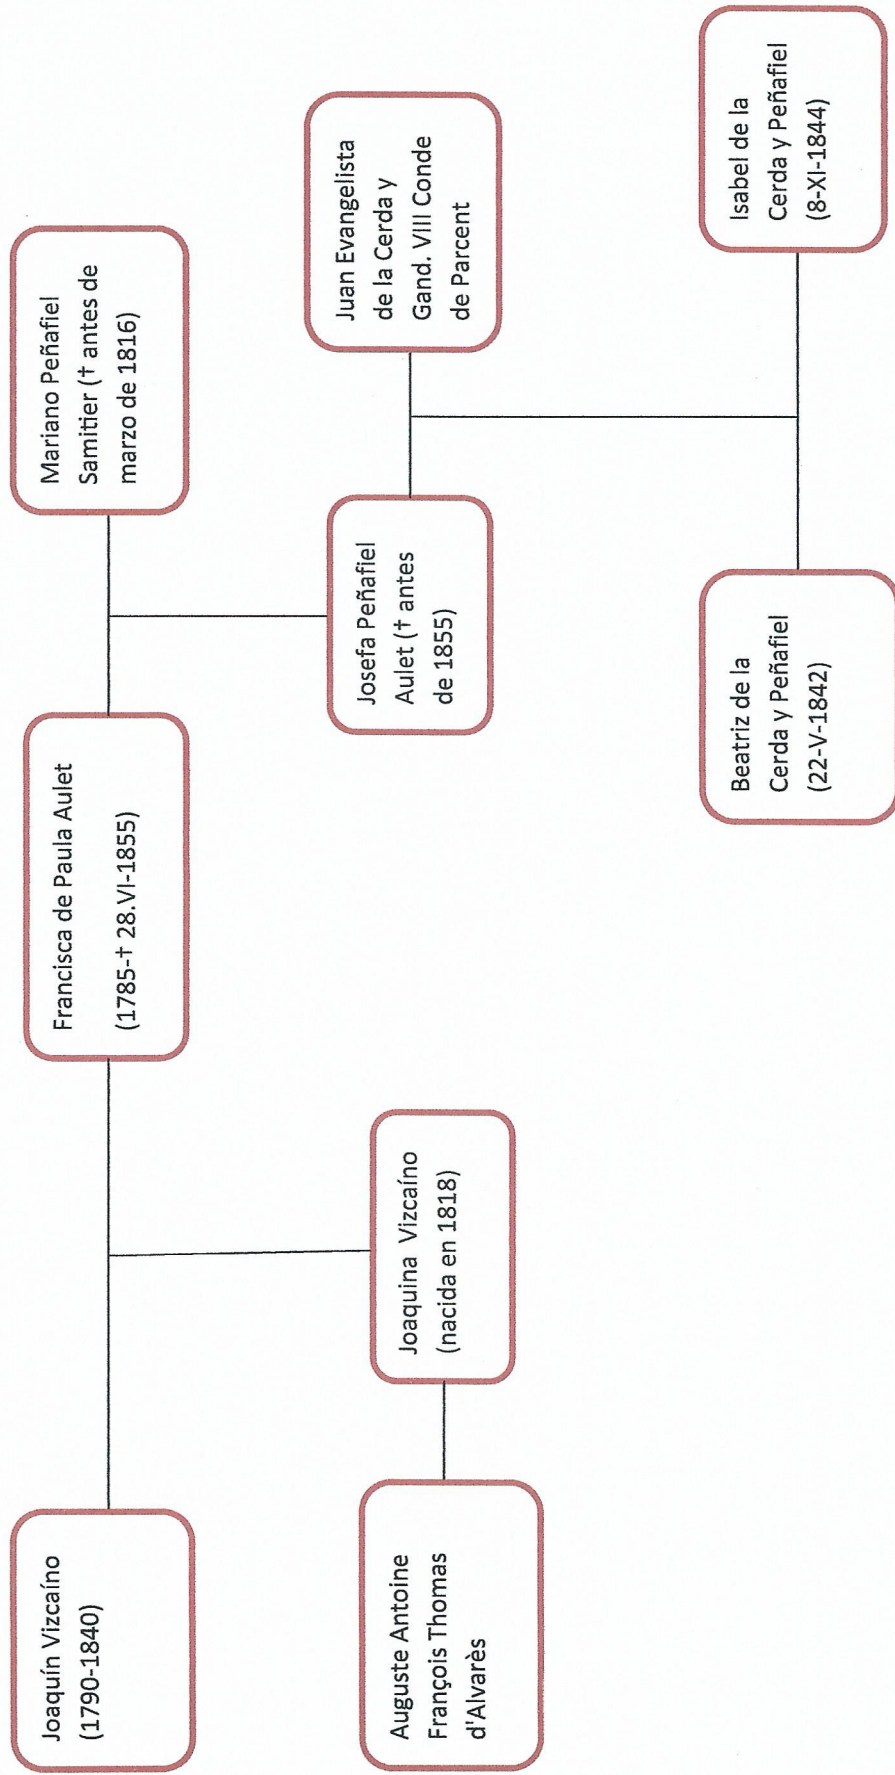 Joaquín Vizcaíno
(1790-1840)
Francisca de Paula Aulet
(1785-† 28.VI-1855)
Mariano Peñafiel
Samitier († antes de
marzo de 1816)
Auguste Antoine
François Thomas
d'Alvarès
Joaquina Vizcaíno
(nacida en 1818)
Josefa Peñafiel
Aulet († antes
de 1855)
Juan Evangelista
de la Cerda y
Gand. VIII Conde
de Parcent
Beatriz de la
Cerda y Peñafiel
(22-V-1842)
Isabel de la
Cerda y Peñafiel
(8-XI-1844)